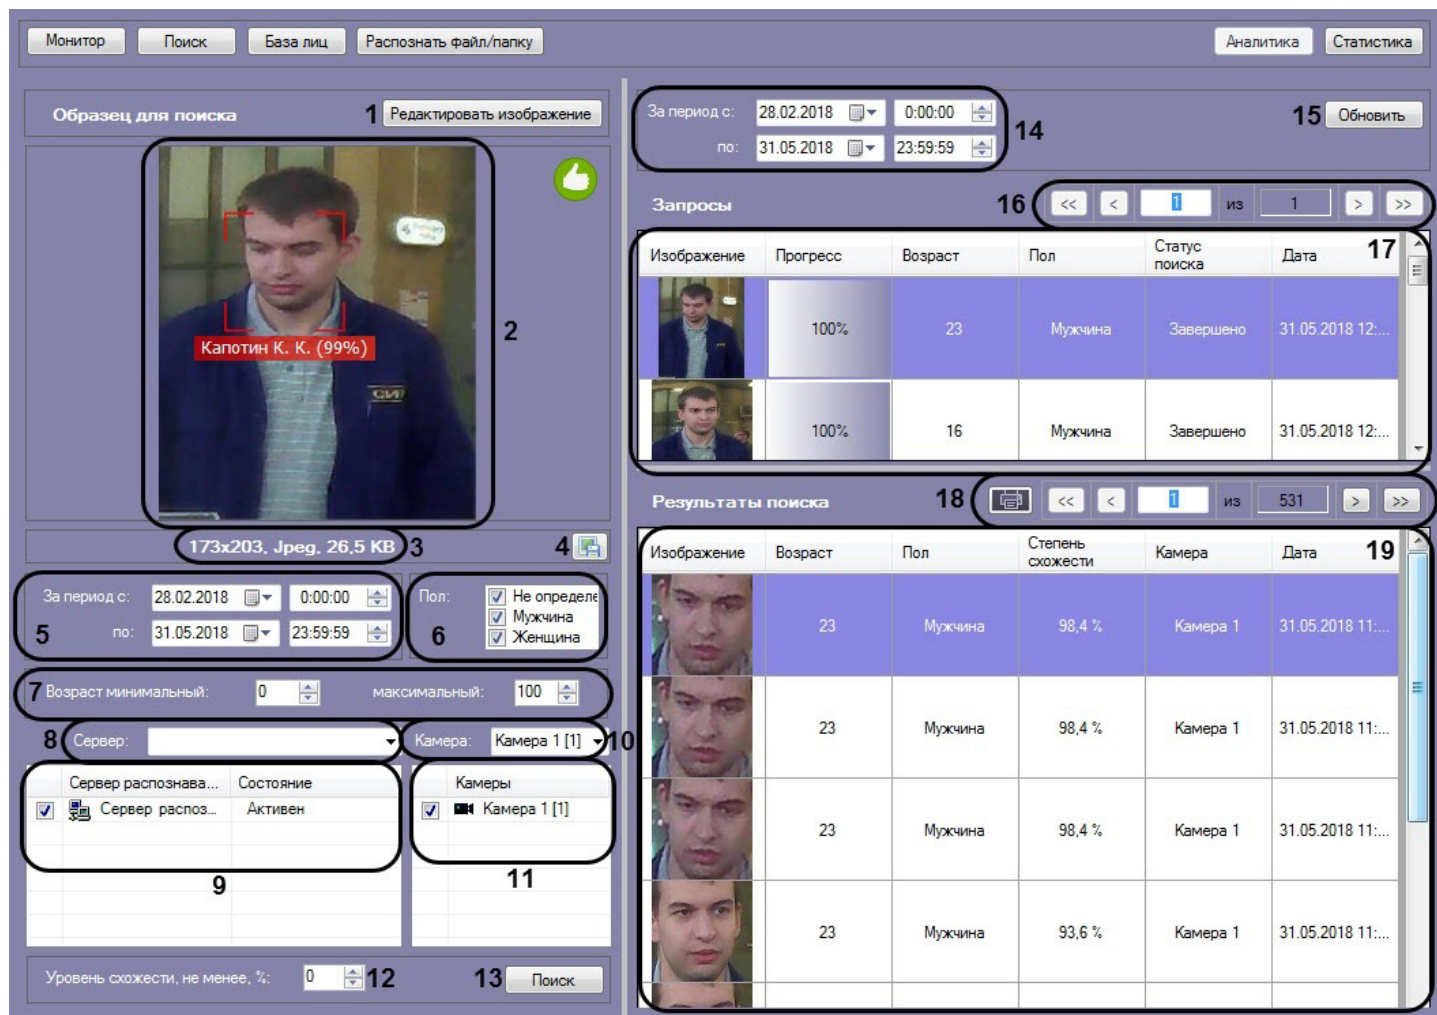 Монитор
Поиск
База лиц
Распознать файл/папку
Аналитика
Статистика
Образец для поиска
1
Редактировать изображение
Капотин К. К. (99%)
СИГ
2
173x203, Jpeg, 26,5 KB
3
4
За период с: 28.02.2018 0:00:00
по: 31.05.2018 23:59:59
5
Пол:
Не определе
Мужчина
Женщина
6
7
Возраст минимальный: 0
максимальный: 100
8
Сервер:
Камера: Камера 1 [1]
10
Сервер распознава... Состояние
Сервер распоз... Активен
9
Камеры
Камера 1 [1]
11
Уровень схожести, не менее, %: 0
12
13
Поиск
За период с: 28.02.2018 0:00:00
по: 31.05.2018 23:59:59
14
15
Обновить
Запросы
16
<< < 1 из 1 > >>
Изображение Прогресс Возраст Пол Статус поиска Дата
17
100% 23 Мужчина Завершено 31.05.2018 12:...
100% 16 Мужчина Завершено 31.05.2018 12:...
Результаты поиска
18
<< < 1 из 531 > >>
Изображение Возраст Пол Степень схожести Камера Дата
19
23 Мужчина 98,4 % Камера 1 31.05.2018 11:...
23 Мужчина 98,4 % Камера 1 31.05.2018 11:...
23 Мужчина 98,4 % Камера 1 31.05.2018 11:...
23 Мужчина 93,6 % Камера 1 31.05.2018 11:...